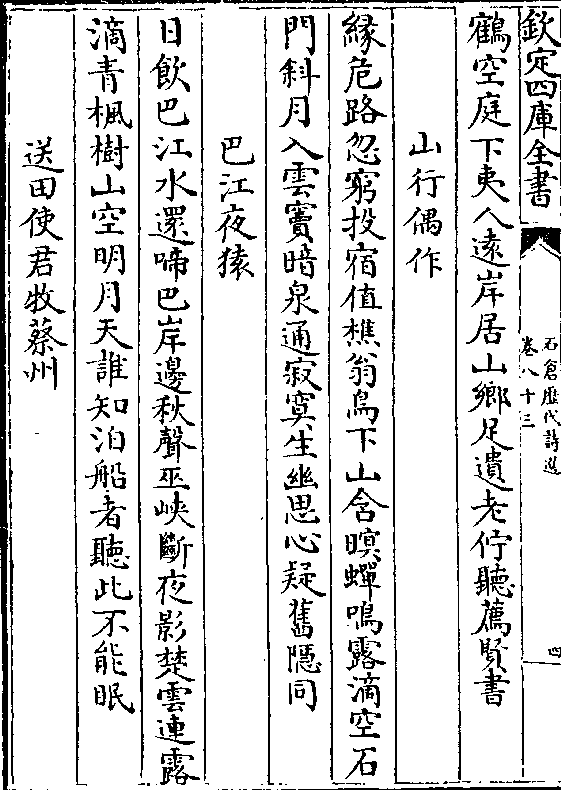 欽定四庫全書
石倉歷代詩選
卷八十三
四
鶴空庭下夷人遠岸居山鄉足遺老佇聽薦賢書
山行偶作
緣危路忽窮投宿值樵翁鳥下山含暝蟬鳴露滴空石
門斜月入雲竇暗泉通寂寞生幽思心疑舊隱同
巴江夜猿
日飲巴江水還啼巴岸邊秋聲巫峽斷夜影楚雲連露
滴青楓樹山空明月天誰知泊船者聽此不能眠
送田使君牧蔡州